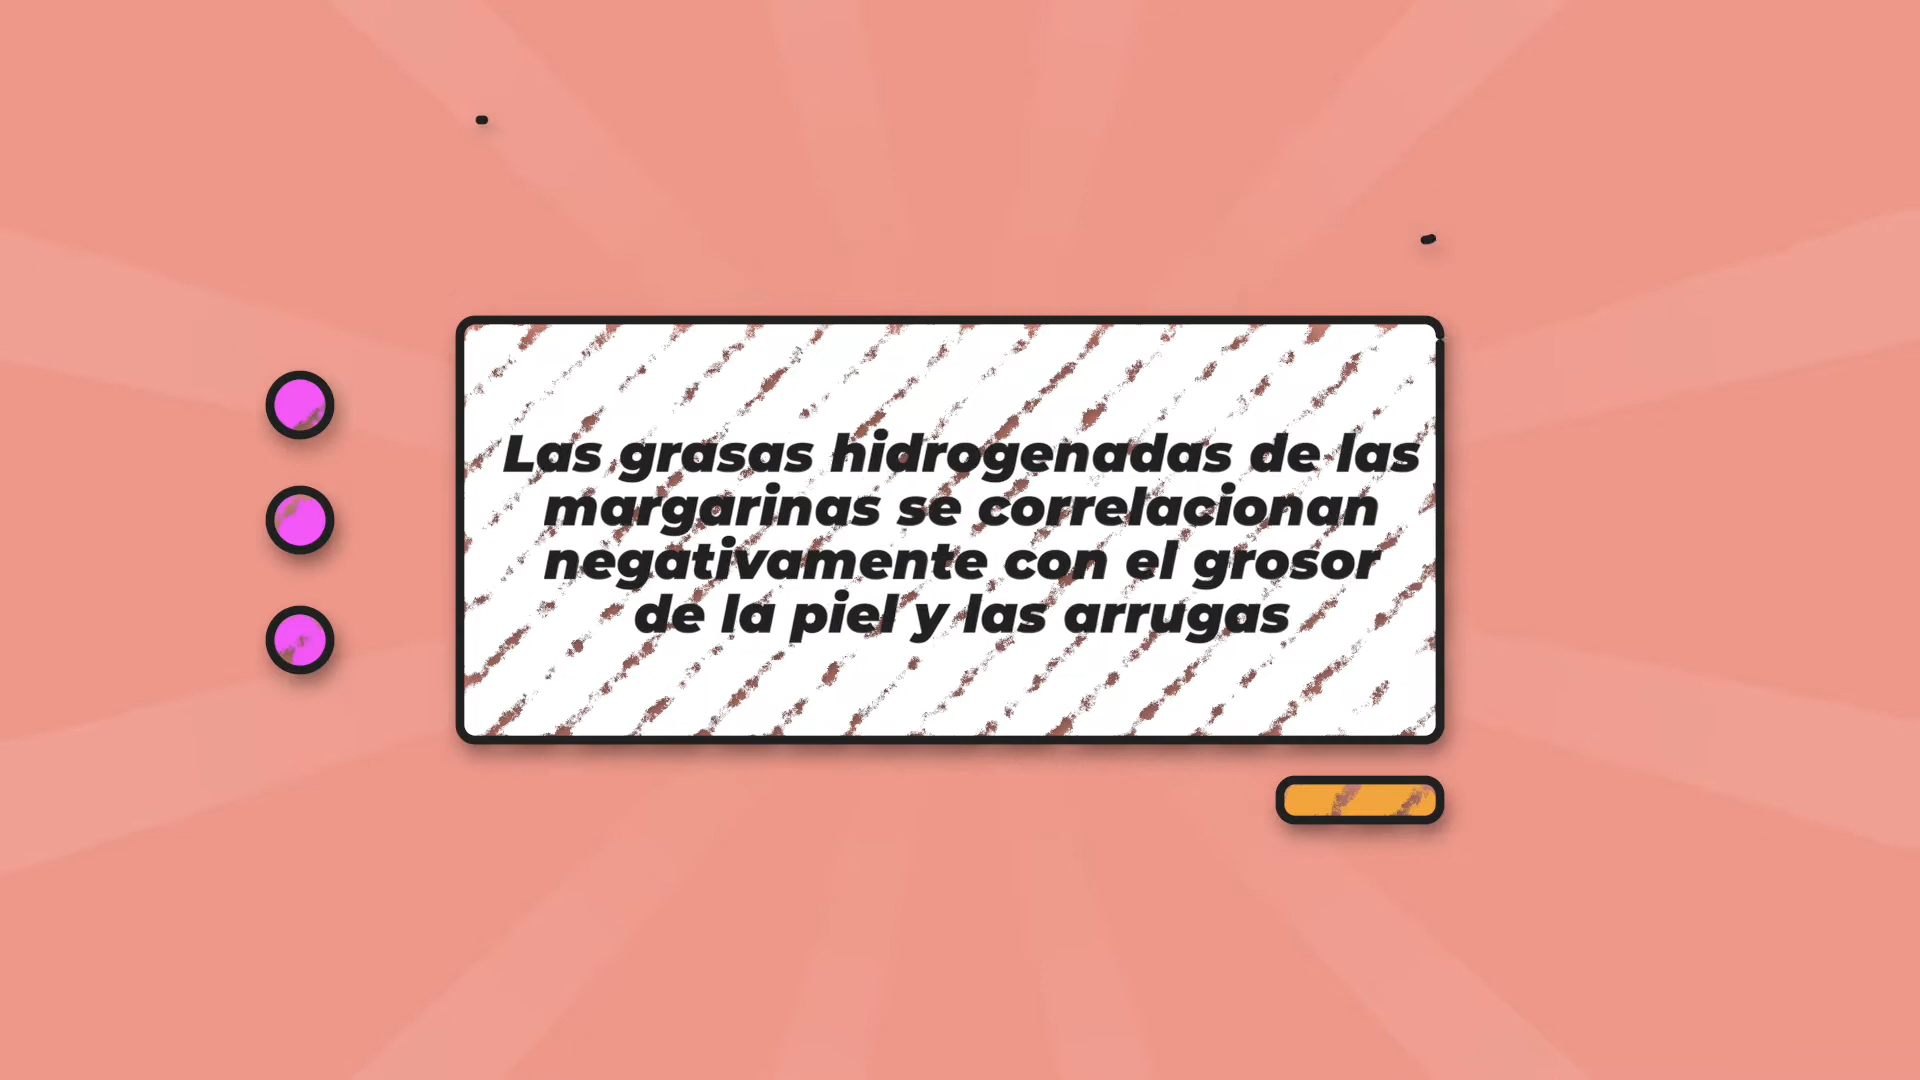 Las grasas hidrogenadas de las
margarinas se correlacionan
negativamente con el grosor
de la piel y las arrugas